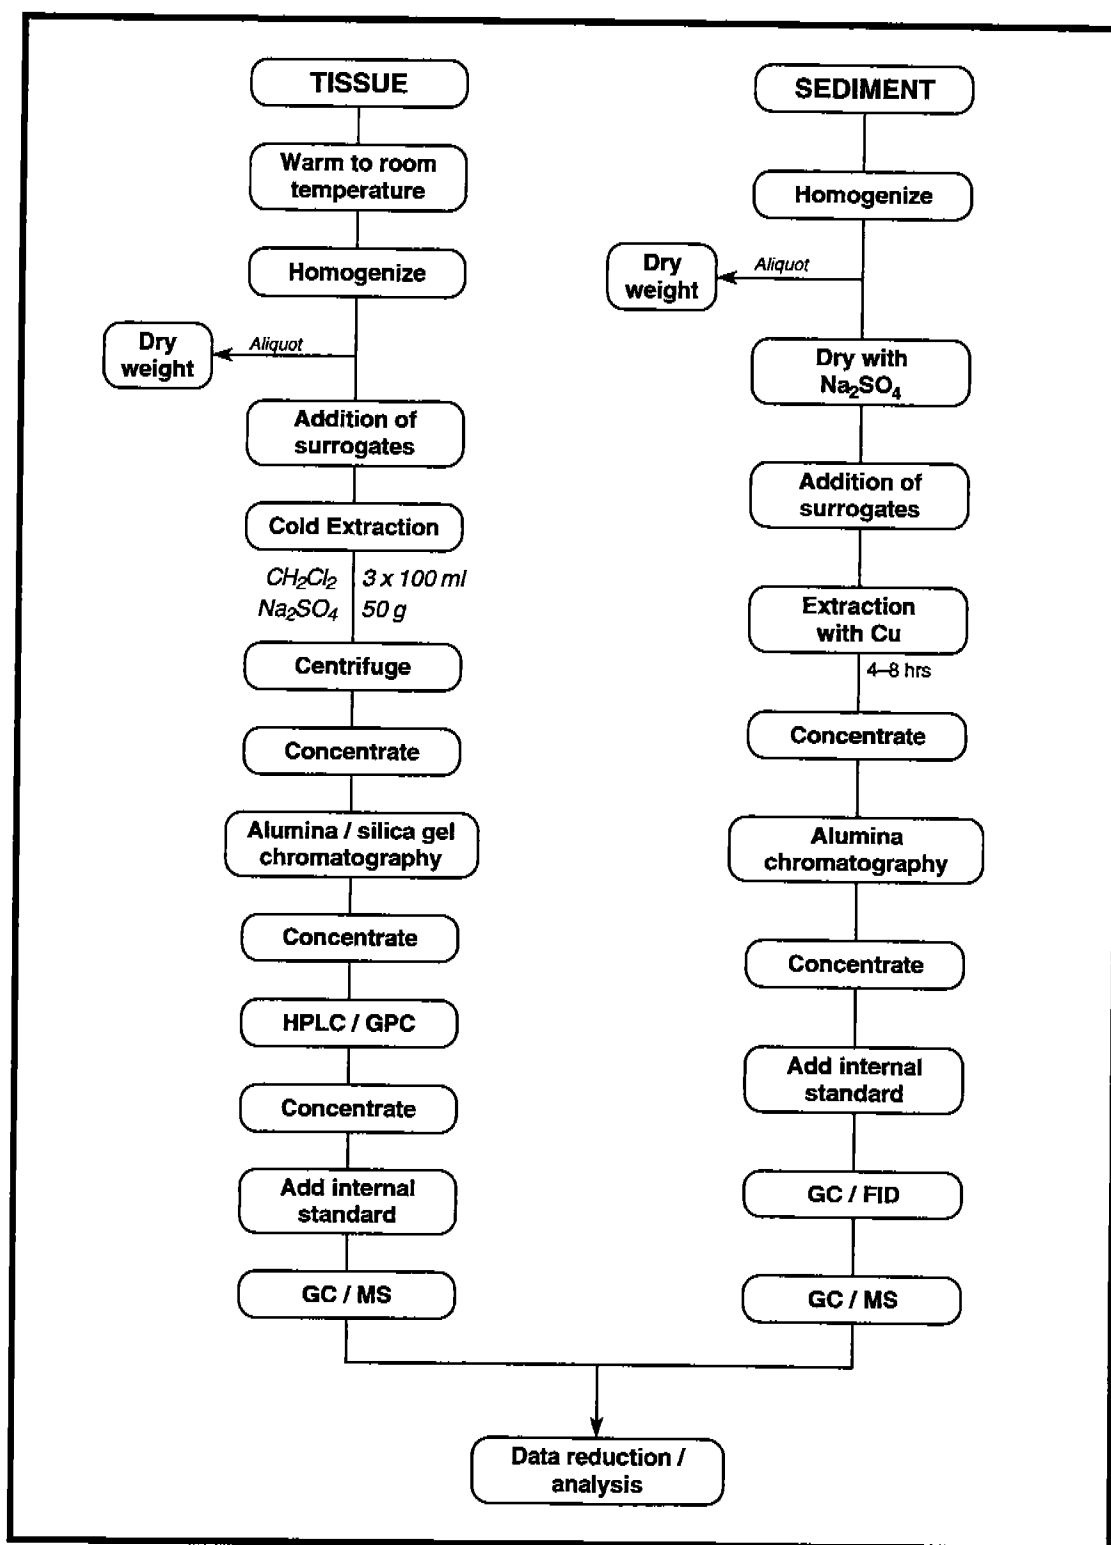 TISSUE
Warm to room
temperature
Homogenize
Dry
weight
Aliquot
Addition of
surrogates
Cold Extraction
CH₂Cl₂ 3 x 100 ml
Na₂SO₄ 50 g
Centrifuge
Concentrate
Alumina / silica gel
chromatography
Concentrate
HPLC / GPC
Concentrate
Add internal
standard
GC / MS
SEDIMENT
Homogenize
Dry
weight
Aliquot
Dry with
Na₂SO₄
Addition of
surrogates
Extraction
with Cu
4–8 hrs
Concentrate
Alumina
chromatography
Concentrate
Add internal
standard
GC / FID
GC / MS
Data reduction /
analysis